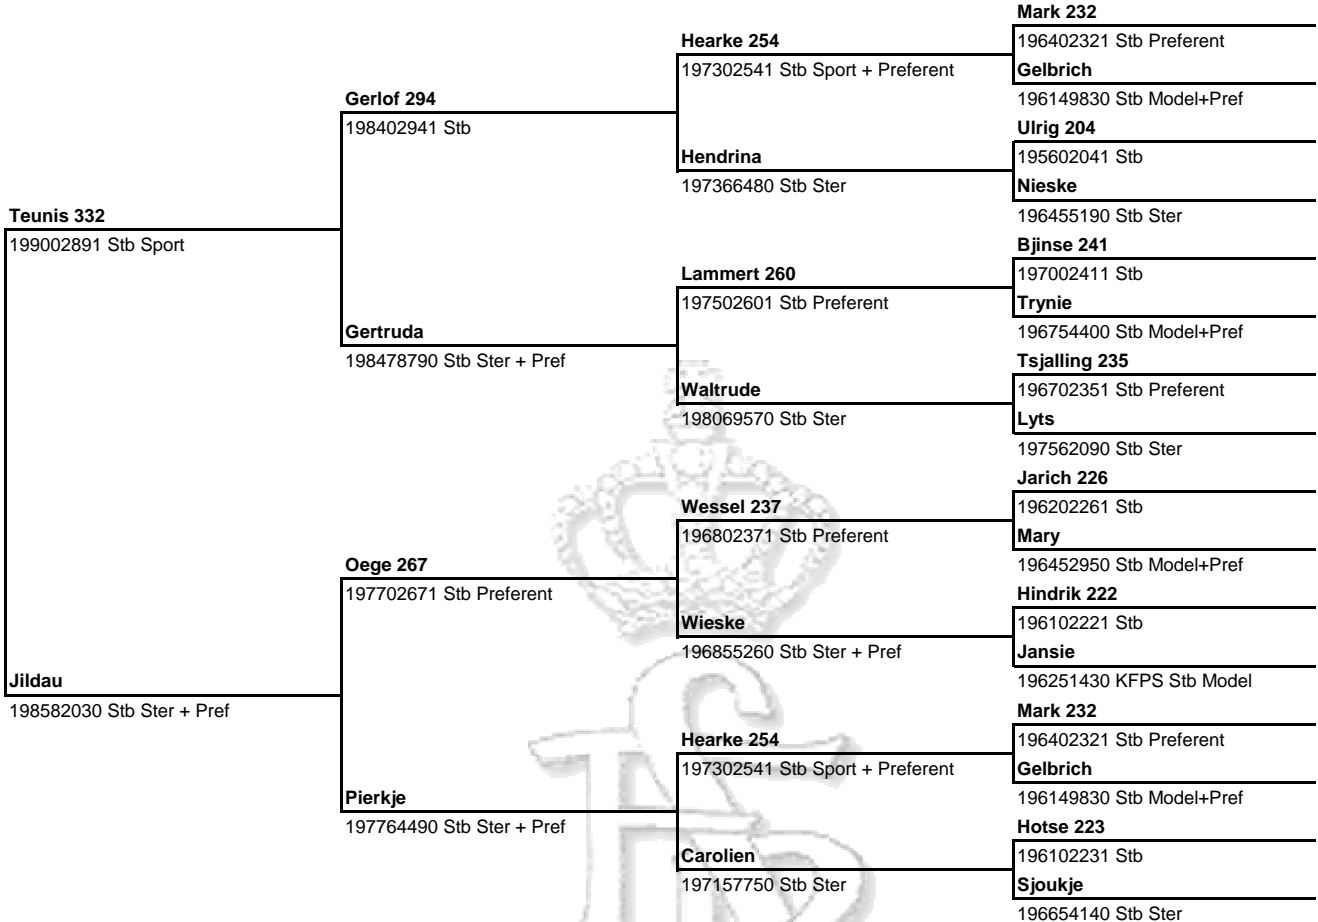 Mark 232
Hearke 254
196402321 Stb Preferent
197302541 Stb Sport + Preferent
Gelbrich
Gerlof 294
196149830 Stb Model+Pref
198402941 Stb
Ulrig 204
Hendrina
195602041 Stb
197366480 Stb Ster
Nieske
Teunis 332
196455190 Stb Ster
199002891 Stb Sport
Bjinse 241
Lammert 260
197002411 Stb
197502601 Stb Preferent
Trynie
Gertruda
196754400 Stb Model+Pref
198478790 Stb Ster + Pref
Tsjalling 235
Waltrude
196702351 Stb Preferent
198069570 Stb Ster
Lyts
197562090 Stb Ster
Jarich 226
Wessel 237
196202261 Stb
196802371 Stb Preferent
Mary
Oege 267
196452950 Stb Model+Pref
197702671 Stb Preferent
Hindrik 222
Wieske
196102221 Stb
196855260 Stb Ster + Pref
Jansie
Jildau
196251430 KFPS Stb Model
198582030 Stb Ster + Pref
Mark 232
Hearke 254
196402321 Stb Preferent
197302541 Stb Sport + Preferent
Gelbrich
Pierkje
196149830 Stb Model+Pref
197764490 Stb Ster + Pref
Hotse 223
Carolien
196102231 Stb
197157750 Stb Ster
Sjoukje
196654140 Stb Ster